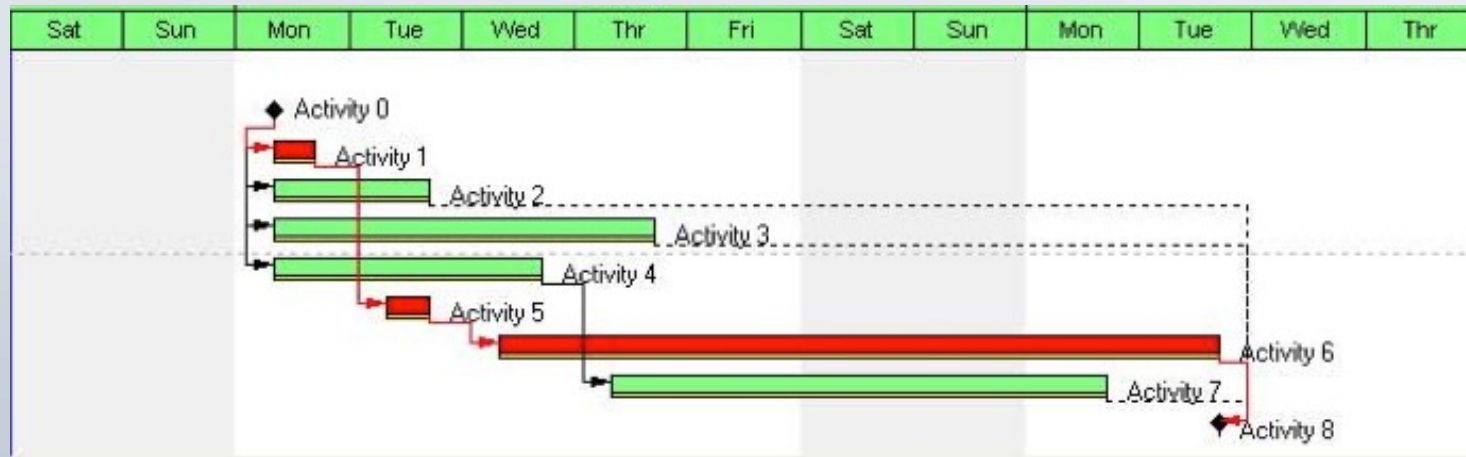 Sat Sun Mon Tue Wed Thr Fri Sat Sun Mon Tue Wed Thr
Activity 0
Activity 1
Activity 2
Activity 3
Activity 4
Activity 5
Activity 6
Activity 7
Activity 8